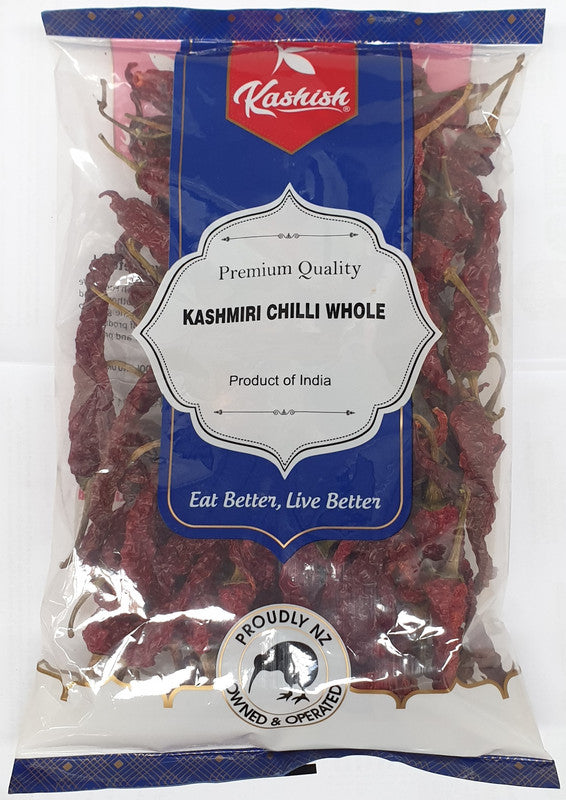 Kashish®
Premium Quality
KASHMIRI CHILLI WHOLE
Product of India
Eat Better, Live Better
PROUDLY NZ
OWNED & OPERATED